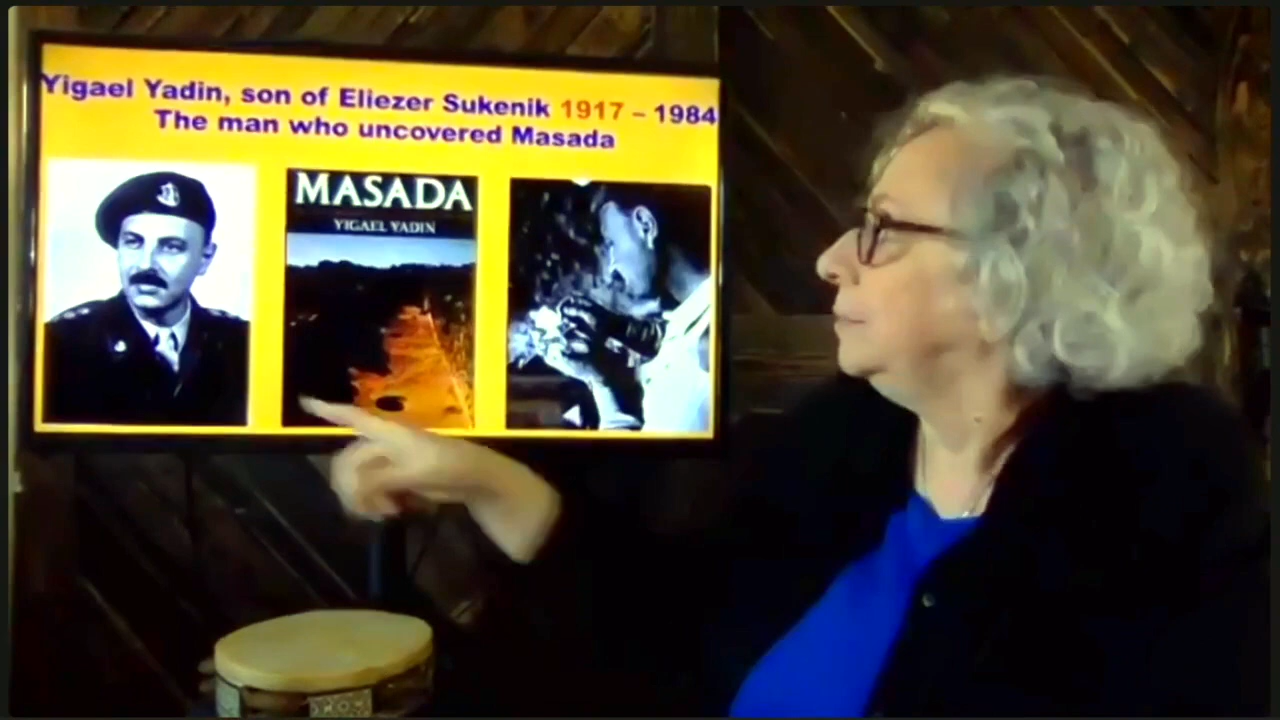 Yigael Yadin, son of Eliezer Sukenik 1917 – 1984
The man who uncovered Masada
MASADA
YIGAEL YADIN